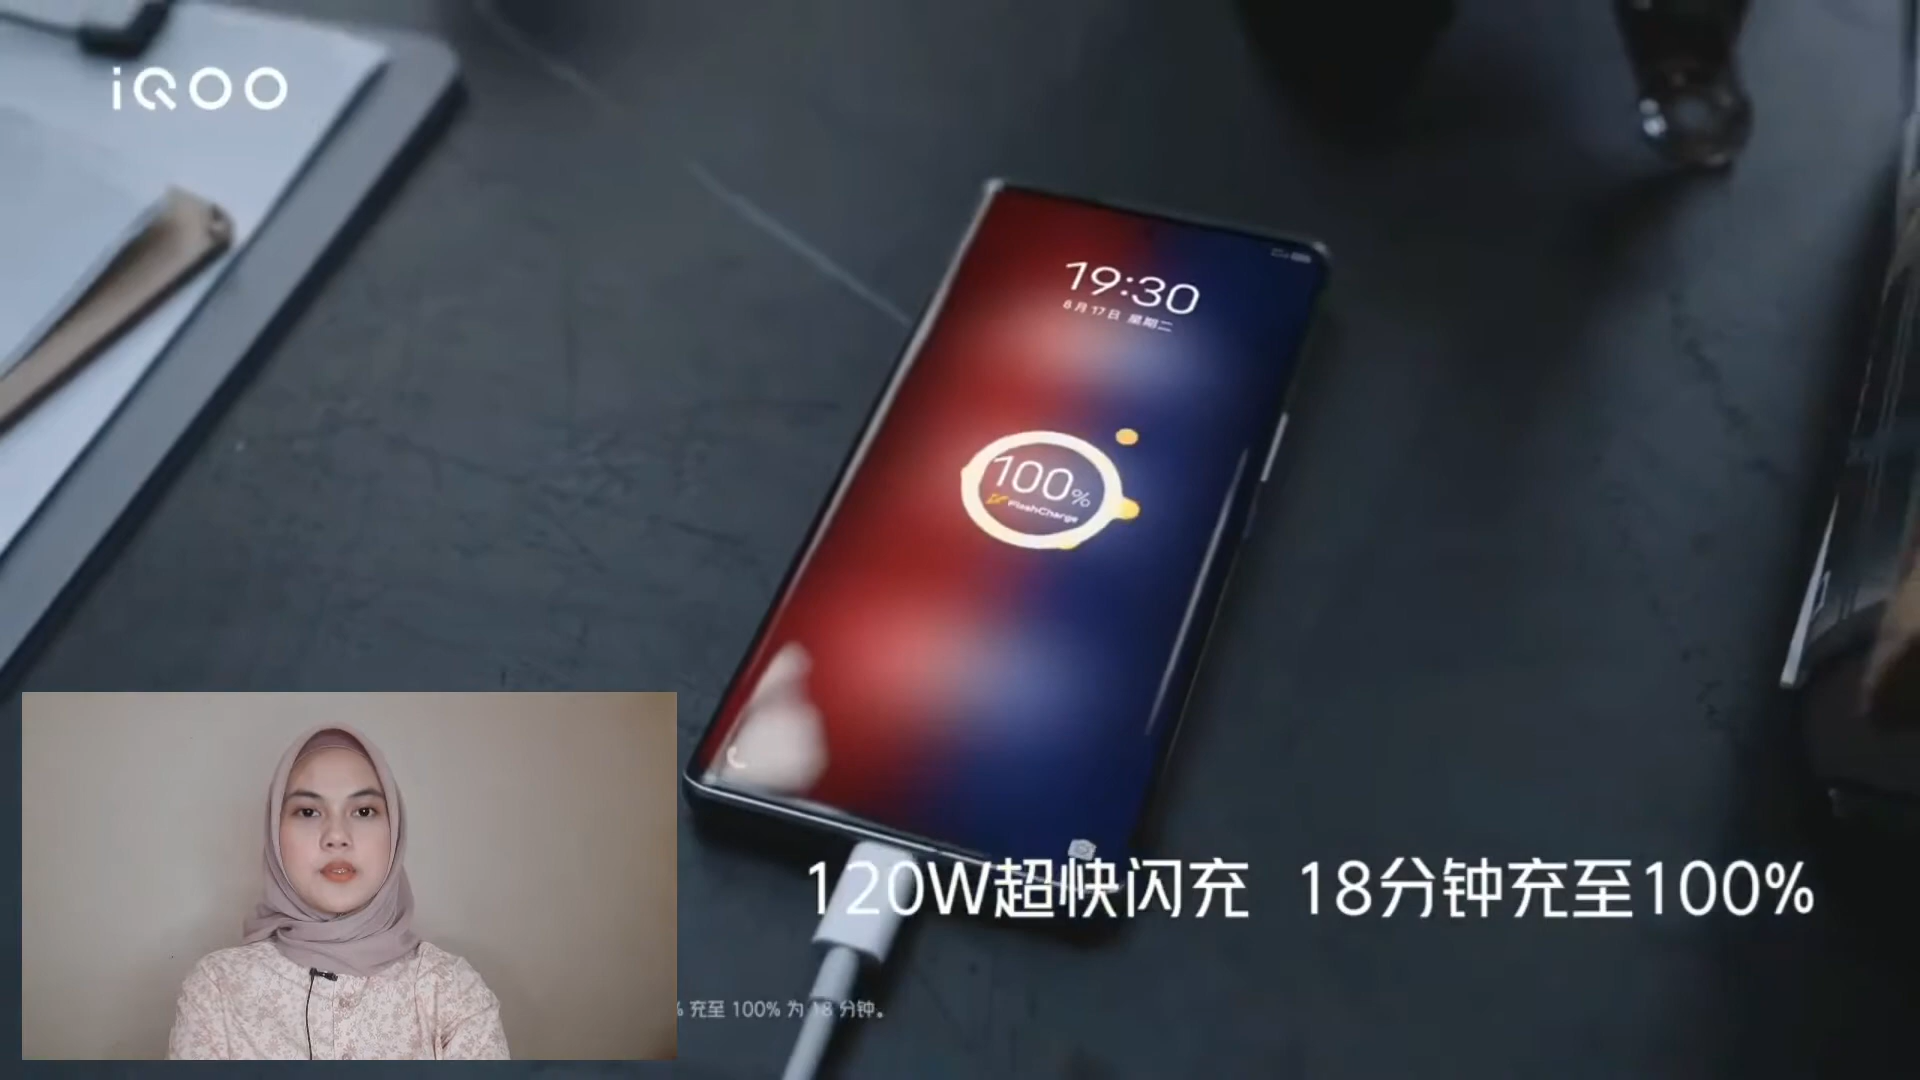 iQOO
19:30
8月17日 星期二
100%
FlashCharge
120W超快闪充 18分钟充至100%
% 充至 100% 为 18 分钟。